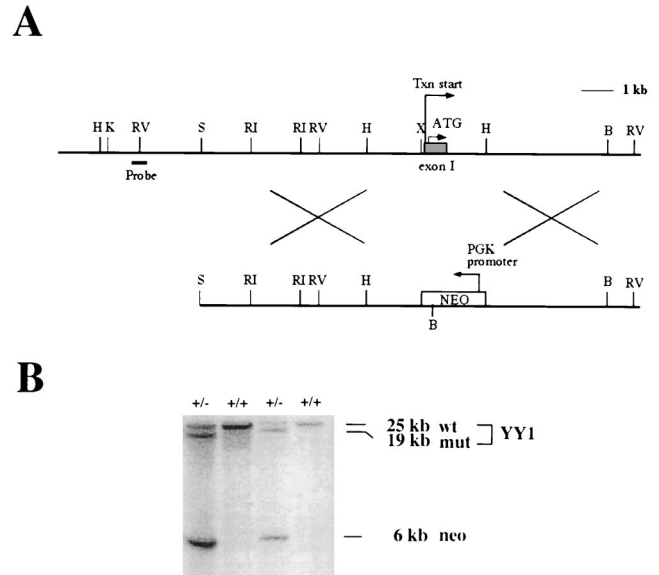 A
Txn start
1 kb
H K RV S RI RI RV H X ATG H B RV
Probe
exon I
PGK
promoter
S RI RI RV H NEO B RV
B
B
+/- +/+ +/- +/+
25 kb wt
19 kb mut
YY1
6 kb neo